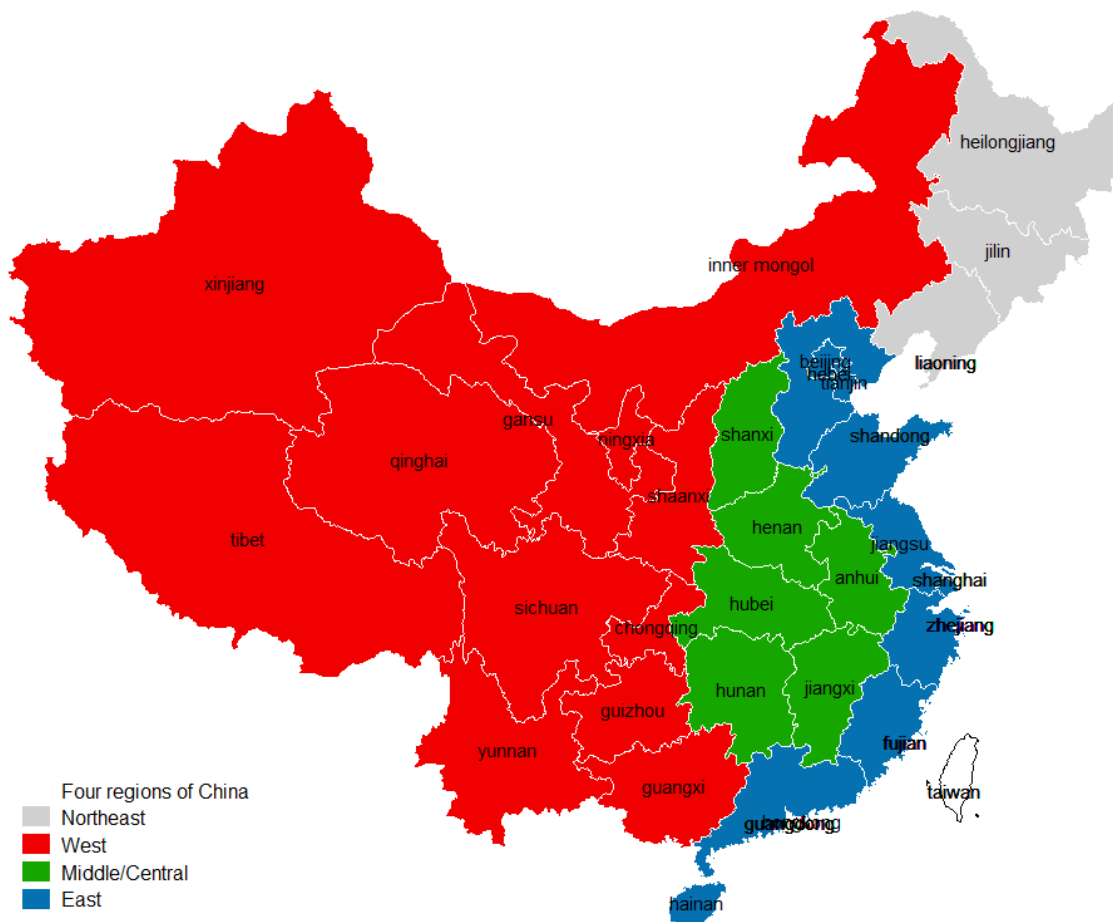 heilongjiang
jilin
inner mongol
xinjiang
liaoning
beijing
hebei
tianjin
gansu
ningxia
shanxi
shandong
qinghai
shaanxi
henan
jiangsu
tibet
anhui
shanghai
sichuan
hubei
chongqing
zhejiang
hunan
jiangxi
guizhou
yunnan
fujian
guangxi
taiwan
guangdong
hongkong
hainan
Four regions of China
Northeast
West
Middle/Central
East